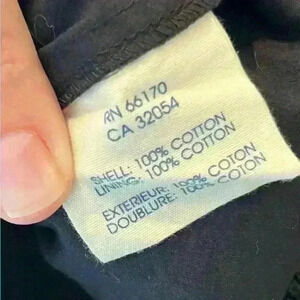 RN 66170
CA 32054
SHELL: 100% COTTON
LINING: 100% COTTON
EXTERIEUR: 100% COTON
DOUBLURE: 100% COTON